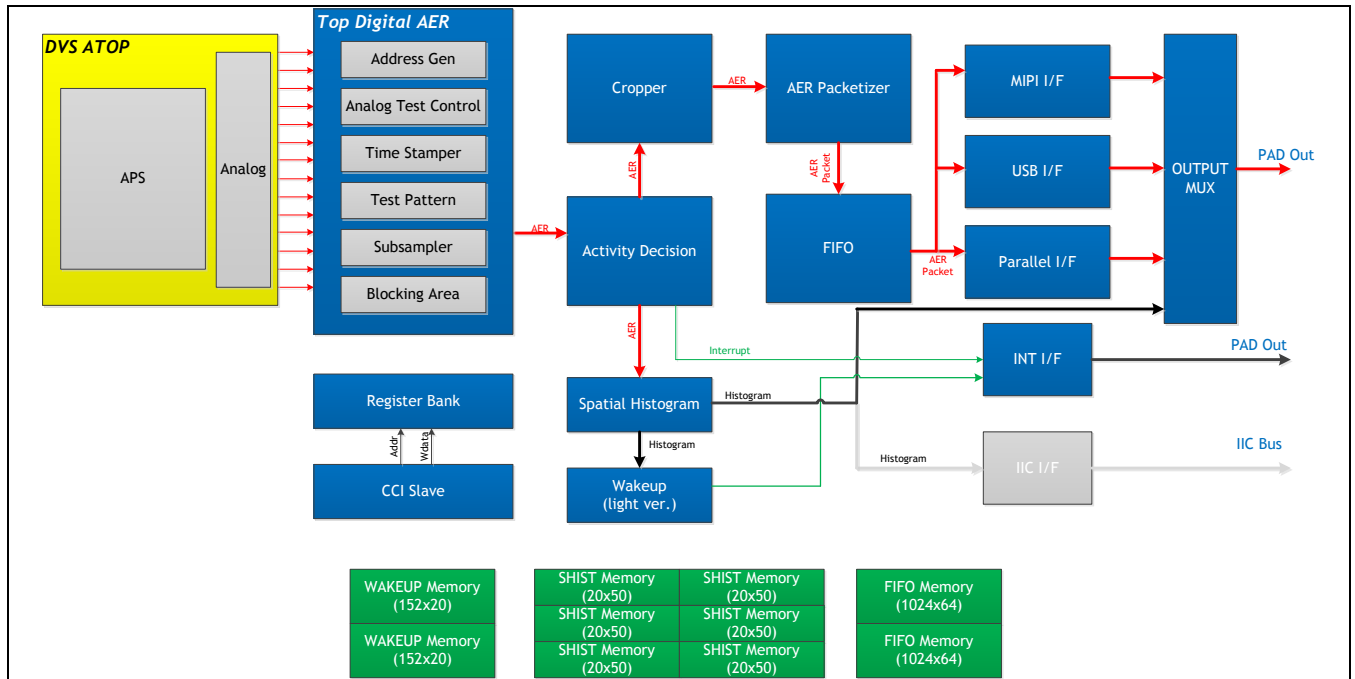 DVS ATOP
APS
Analog
Top Digital AER
Address Gen
Analog Test Control
Time Stamper
Test Pattern
Subsampler
Blocking Area
AER
Activity Decision
AER
Cropper
AER
AER Packetizer
AER
Packet
FIFO
AER
Packet
MIPI I/F
USB I/F
Parallel I/F
OUTPUT
MUX
PAD Out
AER
Interrupt
INT I/F
PAD Out
Spatial Histogram
Histogram
Histogram
Wakeup
(light ver.)
Histogram
IIC I/F
IIC Bus
Register Bank
Addr
Wdata
CCI Slave
WAKEUP Memory
(152x20)
WAKEUP Memory
(152x20)
SHIST Memory
(20x50)
SHIST Memory
(20x50)
SHIST Memory
(20x50)
SHIST Memory
(20x50)
SHIST Memory
(20x50)
SHIST Memory
(20x50)
FIFO Memory
(1024x64)
FIFO Memory
(1024x64)